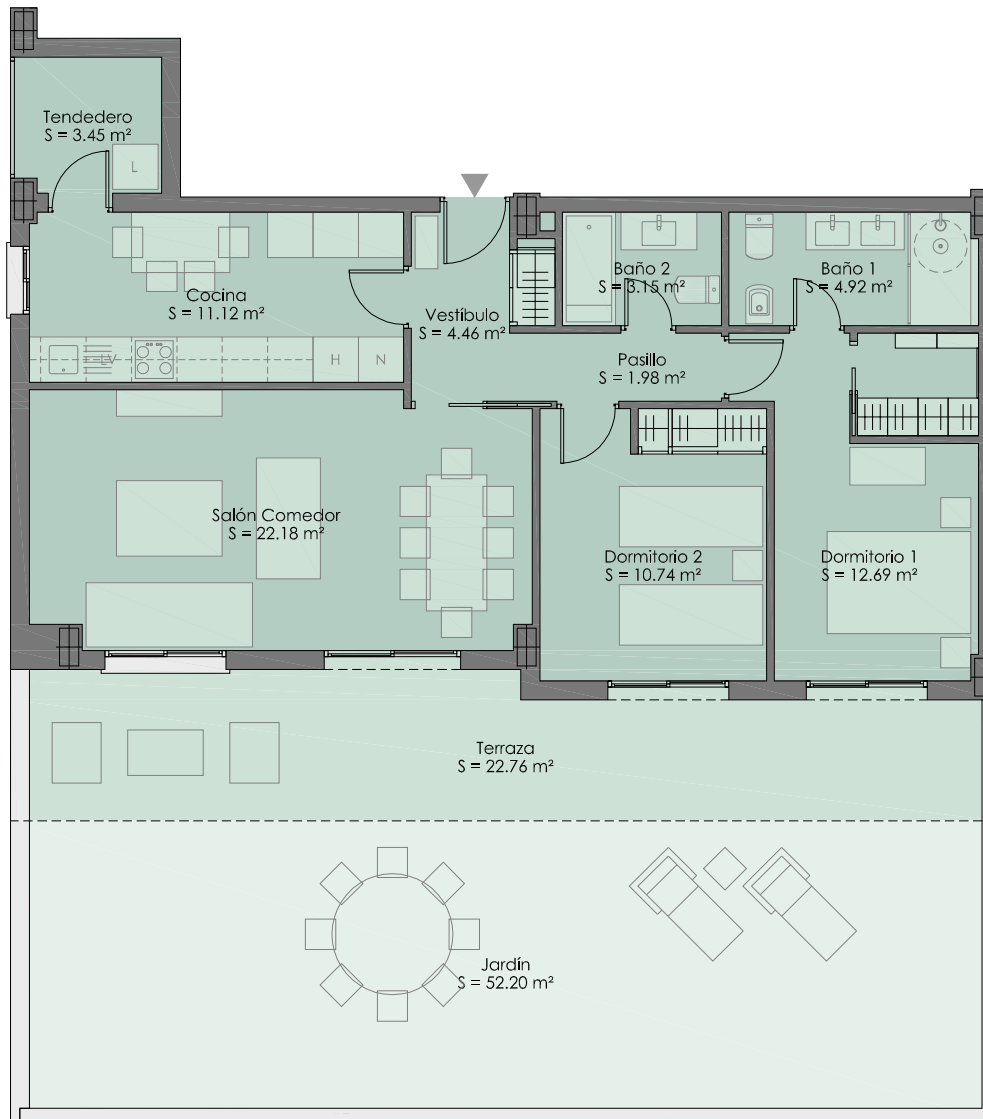 Tendedero
S = 3.45 m²
L
Cocina
S = 11.12 m²
LV
H
N
Vestíbulo
S = 4.46 m²
Baño 2
S = 3.15 m²
Baño 1
S = 4.92 m²
Pasillo
S = 1.98 m²
Salón Comedor
S = 22.18 m²
Dormitorio 2
S = 10.74 m²
Dormitorio 1
S = 12.69 m²
Terraza
S = 22.76 m²
Jardín
S = 52.20 m²